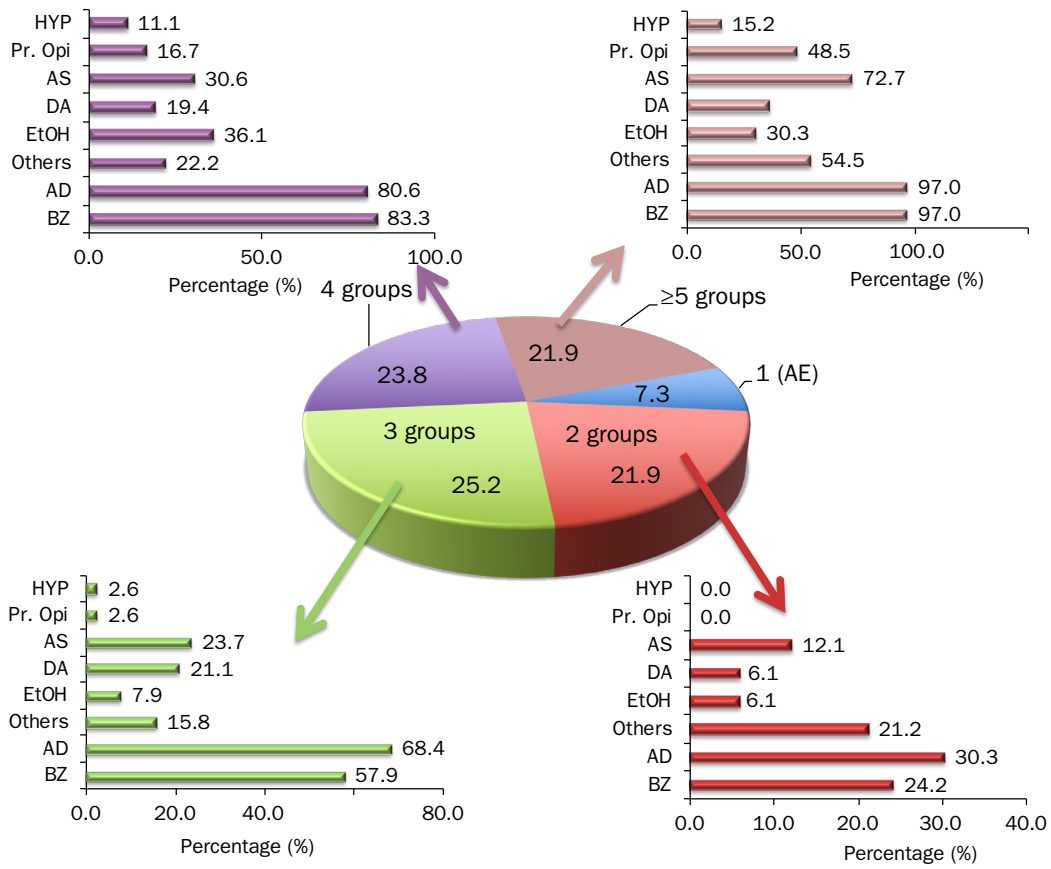 HYP 11.1
Pr. Opi 16.7
AS 30.6
DA 19.4
EtOH 36.1
Others 22.2
AD 80.6
BZ 83.3
0.0 50.0 100.0
Percentage (%)
HYP 15.2
Pr. Opi 48.5
AS 72.7
DA
EtOH 30.3
Others 54.5
AD 97.0
BZ 97.0
0.0 50.0 100.0
Percentage (%)
4 groups
≥5 groups
1 (AE)
21.9
23.8
7.3
3 groups
2 groups
25.2
21.9
HYP 2.6
Pr. Opi 2.6
AS 23.7
DA 21.1
EtOH 7.9
Others 15.8
AD 68.4
BZ 57.9
0.0 20.0 40.0 80.0
Percentage (%)
HYP 0.0
Pr. Opi 0.0
AS 12.1
DA 6.1
EtOH 6.1
Others 21.2
AD 30.3
BZ 24.2
0.0 10.0 20.0 30.0 40.0
Percentage (%)